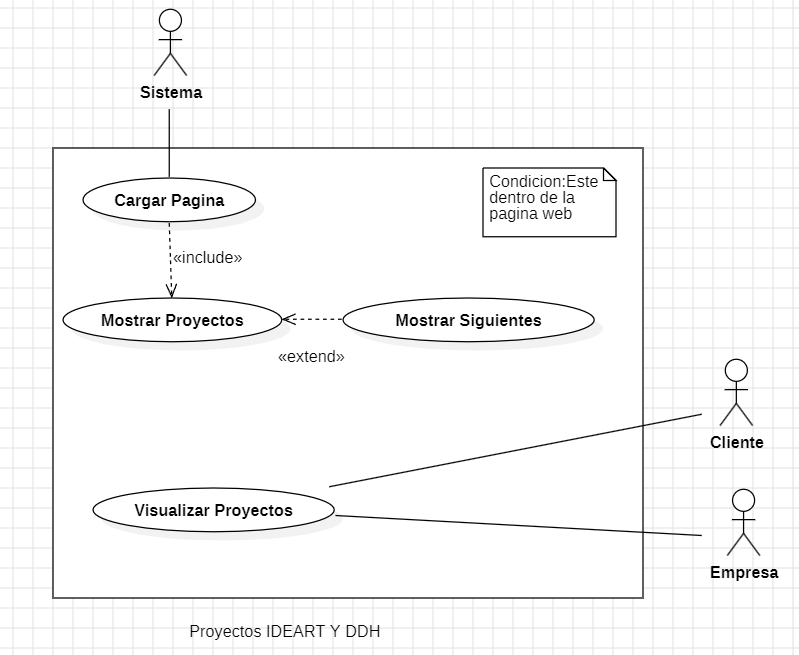 Sistema
Cargar Pagina
Condicion:Este
dentro de la
pagina web
«include»
Mostrar Proyectos
Mostrar Siguientes
«extend»
Cliente
Visualizar Proyectos
Empresa
Proyectos IDEART Y DDH